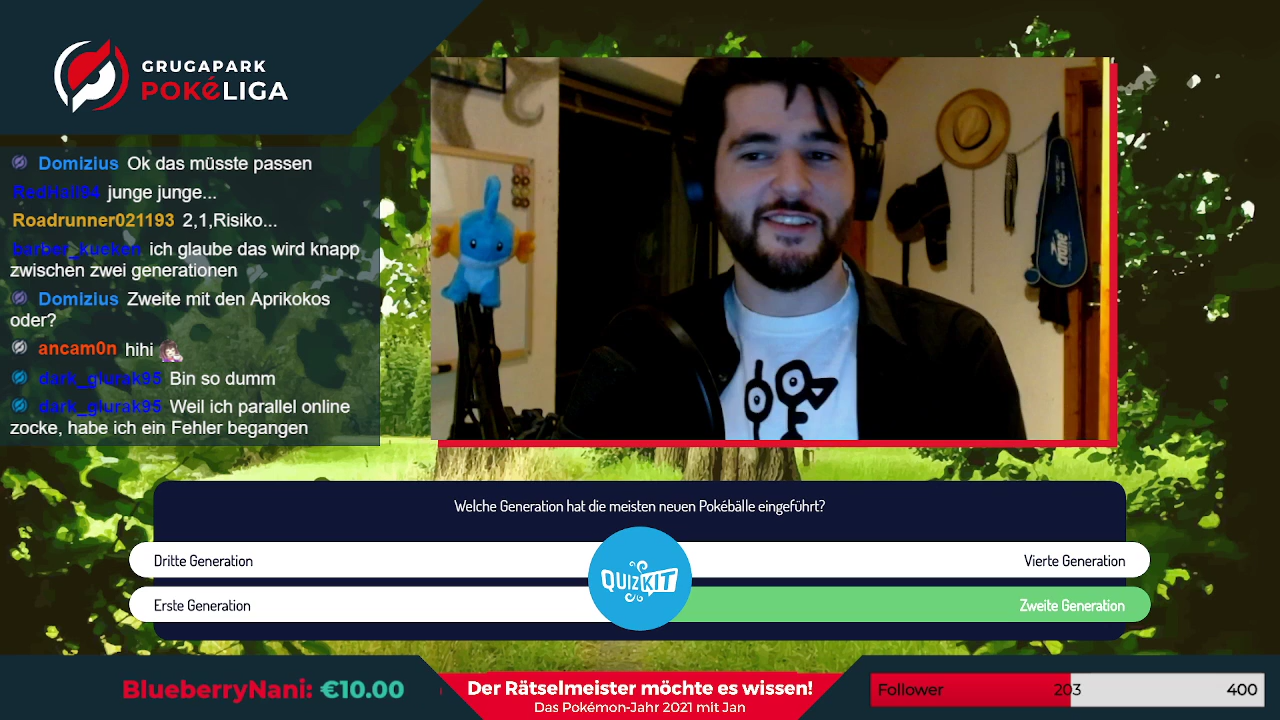 GRUGAPARK
POKéLIGA
Domizius Ok das müsste passen
RedHail94 junge junge...
Roadrunner021193 2,1,Risiko...
barber_kueken ich glaube das wird knapp
zwischen zwei generationen
Domizius Zweite mit den Aprikokos
oder?
ancam0n hihi
dark_glurak95 Bin so dumm
dark_glurak95 Weil ich parallel online
zocke, habe ich ein Fehler begangen
CRANE
Welche Generation hat die meisten neuen Pokébälle eingeführt?
Dritte Generation
Vierte Generation
QUIZKIT
Erste Generation
Zweite Generation
BlueberryNani: €10.00
Der Rätselmeister möchte es wissen!
Das Pokémon-Jahr 2021 mit Jan
Follower 203 400